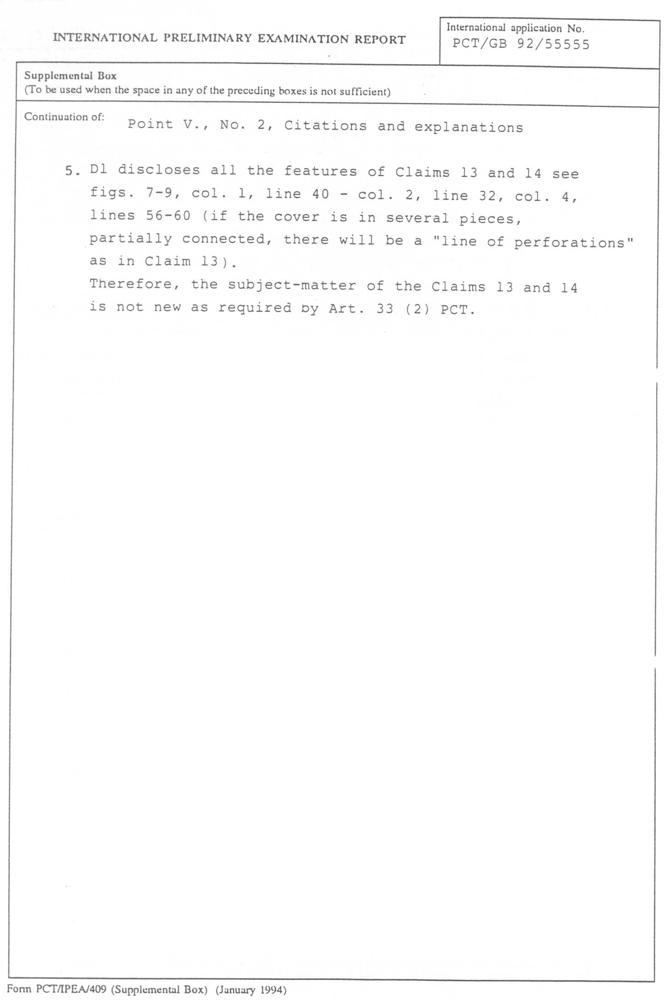 INTERNATIONAL PRELIMINARY EXAMINATION REPORT
International application No.
PCT/GB 92/55555
Supplemental Box
(To be used when the space in any of the preceding boxes is not sufficient)
Continuation of:
Point V., No. 2, Citations and explanations
5. D1 discloses all the features of Claims 13 and 14 see
figs. 7-9, col. 1, line 40 - col. 2, line 32, col. 4,
lines 56-60 (if the cover is in several pieces,
partially connected, there will be a "line of perforations"
as in Claim 13).
Therefore, the subject-matter of the Claims 13 and 14
is not new as required by Art. 33 (2) PCT.
Form PCT/IPEA/409 (Supplemental Box) (January 1994)